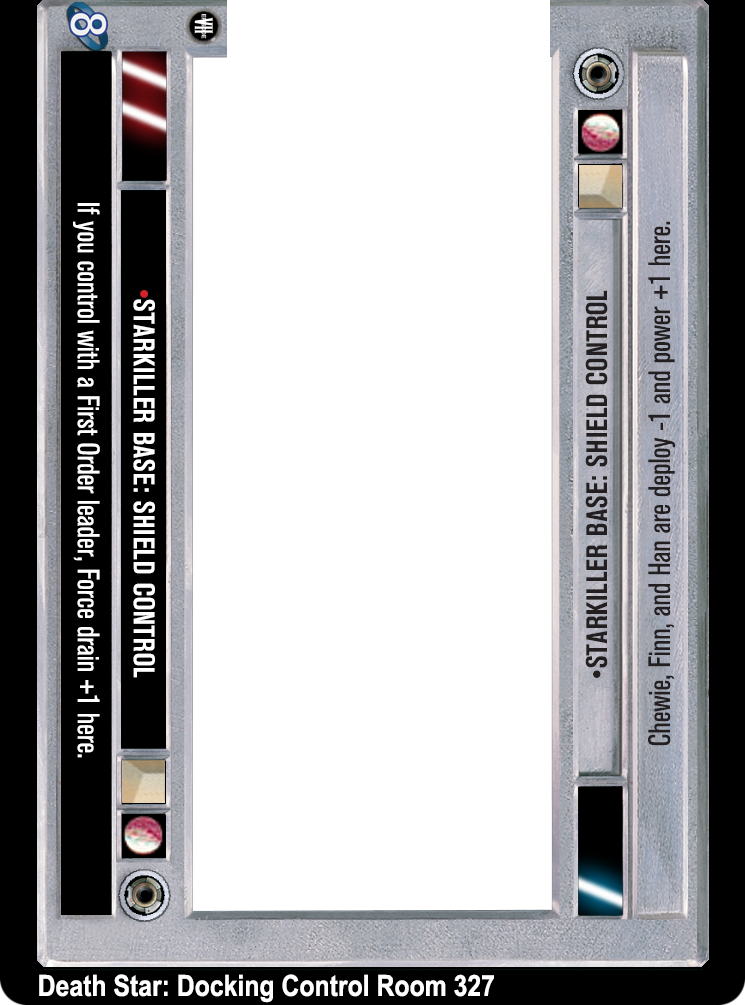 If you control with a First Order leader, Force drain +1 here.
•STARKILLER BASE: SHIELD CONTROL
•STARKILLER BASE: SHIELD CONTROL
Chewie, Finn, and Han are deploy -1 and power +1 here.
Death Star: Docking Control Room 327